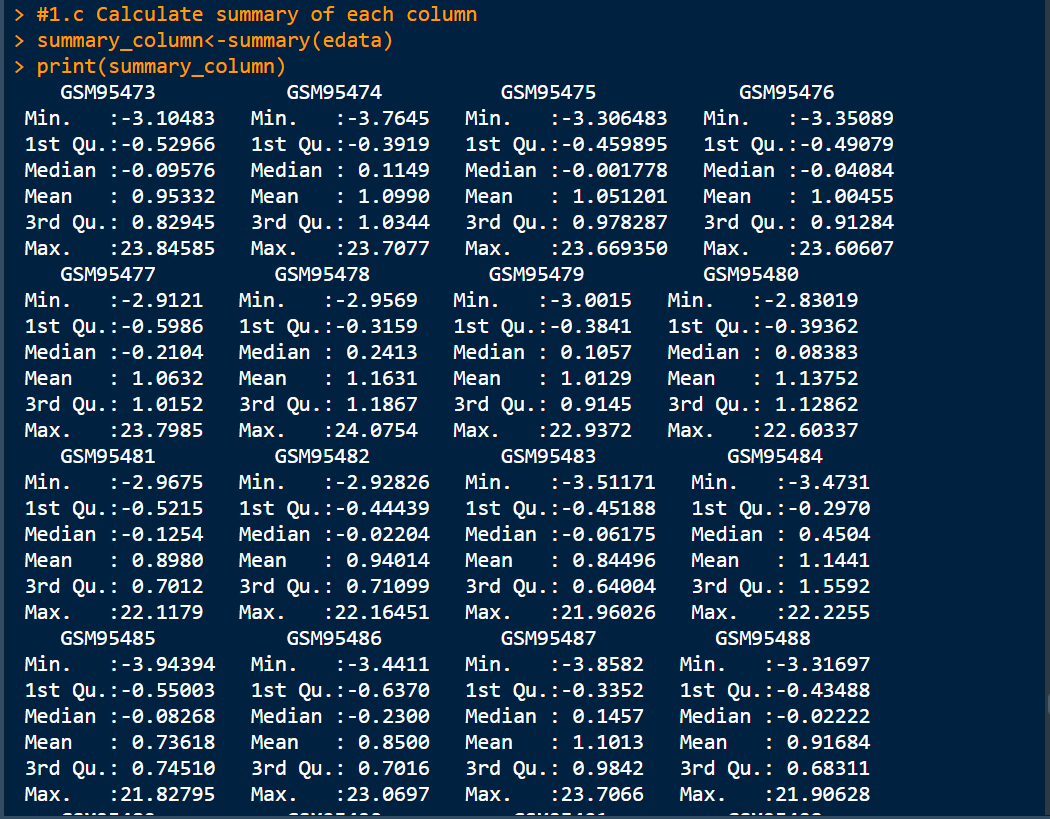 > #1.c Calculate summary of each column
> summary_column<-summary(edata)
> print(summary_column)
GSM95473 GSM95474 GSM95475 GSM95476
Min. :-3.10483 Min. :-3.7645 Min. :-3.306483 Min. :-3.35089
1st Qu.:-0.52966 1st Qu.:-0.3919 1st Qu.:-0.459895 1st Qu.:-0.49079
Median :-0.09576 Median : 0.1149 Median :-0.001778 Median :-0.04084
Mean : 0.95332 Mean : 1.0990 Mean : 1.051201 Mean : 1.00455
3rd Qu.: 0.82945 3rd Qu.: 1.0344 3rd Qu.: 0.978287 3rd Qu.: 0.91284
Max. :23.84585 Max. :23.7077 Max. :23.669350 Max. :23.60607
GSM95477 GSM95478 GSM95479 GSM95480
Min. :-2.9121 Min. :-2.9569 Min. :-3.0015 Min. :-2.83019
1st Qu.:-0.5986 1st Qu.:-0.3159 1st Qu.:-0.3841 1st Qu.:-0.39362
Median :-0.2104 Median : 0.2413 Median : 0.1057 Median : 0.08383
Mean : 1.0632 Mean : 1.1631 Mean : 1.0129 Mean : 1.13752
3rd Qu.: 1.0152 3rd Qu.: 1.1867 3rd Qu.: 0.9145 3rd Qu.: 1.12862
Max. :23.7985 Max. :24.0754 Max. :22.9372 Max. :22.60337
GSM95481 GSM95482 GSM95483 GSM95484
Min. :-2.9675 Min. :-2.92826 Min. :-3.51171 Min. :-3.4731
1st Qu.:-0.5215 1st Qu.:-0.44439 1st Qu.:-0.45188 1st Qu.:-0.2970
Median :-0.1254 Median :-0.02204 Median :-0.06175 Median : 0.4504
Mean : 0.8980 Mean : 0.94014 Mean : 0.84496 Mean : 1.1441
3rd Qu.: 0.7012 3rd Qu.: 0.71099 3rd Qu.: 0.64004 3rd Qu.: 1.5592
Max. :22.1179 Max. :22.16451 Max. :21.96026 Max. :22.2255
GSM95485 GSM95486 GSM95487 GSM95488
Min. :-3.94394 Min. :-3.4411 Min. :-3.8582 Min. :-3.31697
1st Qu.:-0.55003 1st Qu.:-0.6370 1st Qu.:-0.3352 1st Qu.:-0.43488
Median :-0.08268 Median :-0.2300 Median : 0.1457 Median :-0.02222
Mean : 0.73618 Mean : 0.8500 Mean : 1.1013 Mean : 0.91684
3rd Qu.: 0.74510 3rd Qu.: 0.7016 3rd Qu.: 0.9842 3rd Qu.: 0.68311
Max. :21.82795 Max. :23.0697 Max. :23.7066 Max. :21.90628